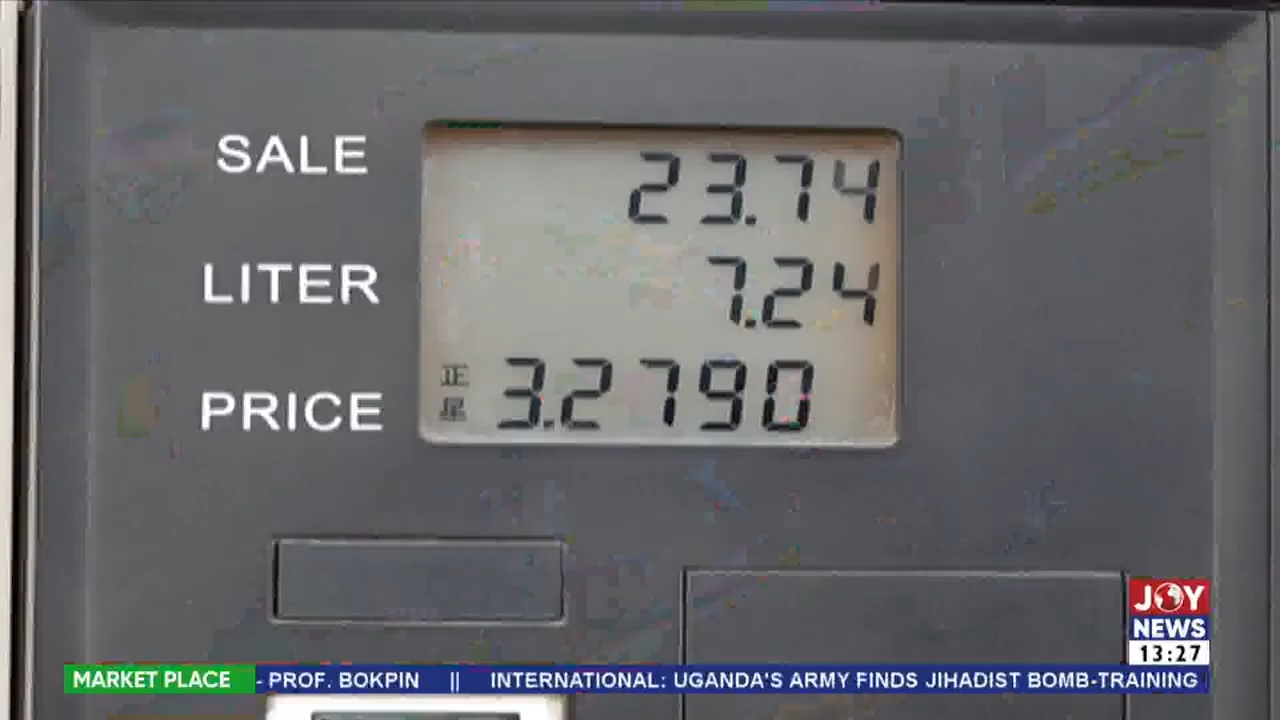 SALE 23.74
LITER 7.24
PRICE 3.2790
JOY
NEWS
13:27
MARKET PLACE - PROF. BOKPIN || INTERNATIONAL: UGANDA'S ARMY FINDS JIHADIST BOMB-TRAINING